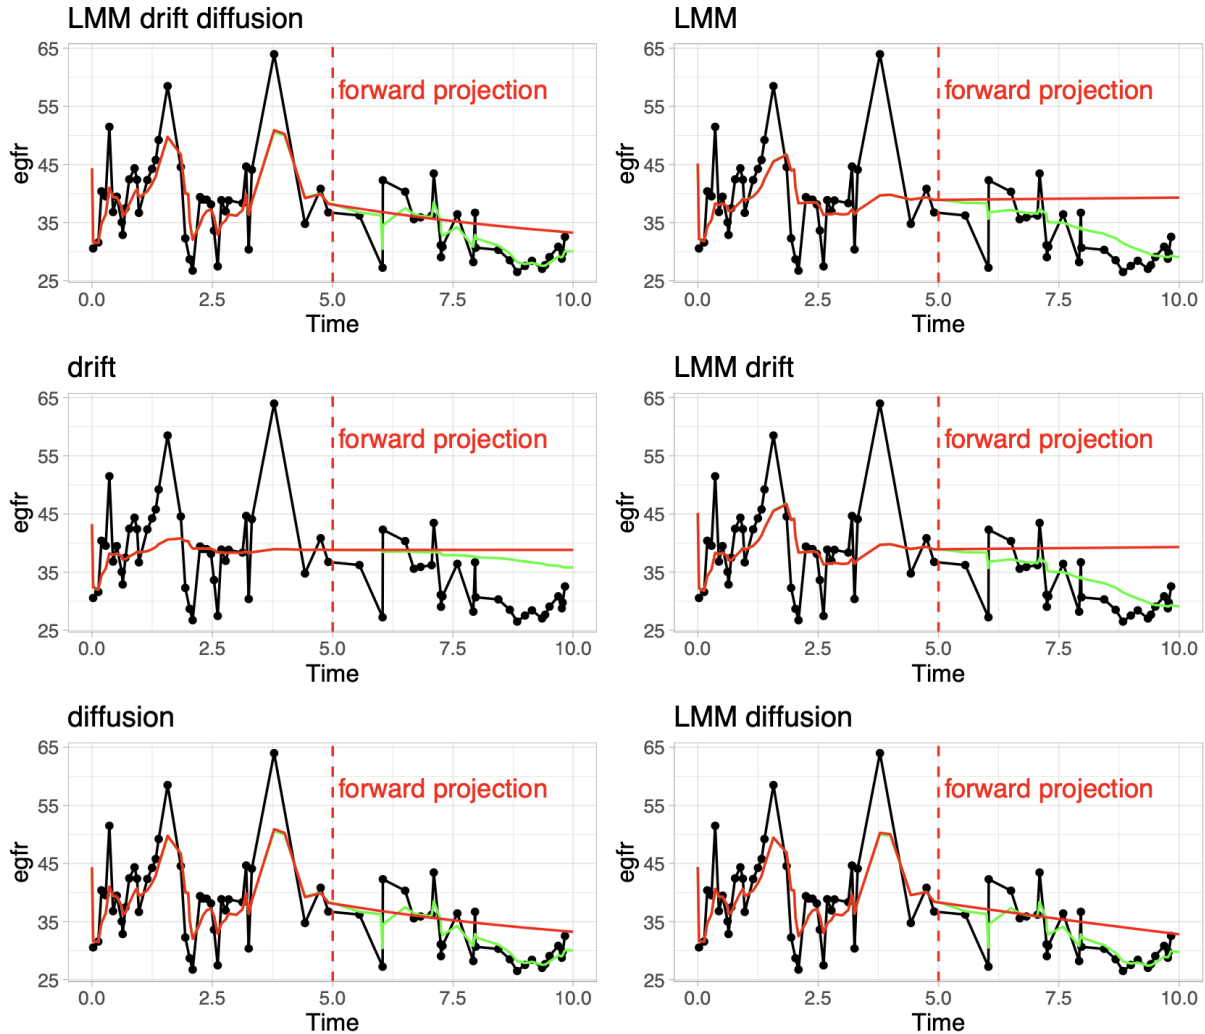 LMM drift diffusion
65
55
45
35
25
egfr
forward projection
0.0 2.5 5.0 7.5 10.0
Time
LMM
65
55
45
35
25
egfr
forward projection
0.0 2.5 5.0 7.5 10.0
Time
drift
65
55
45
35
25
egfr
forward projection
0.0 2.5 5.0 7.5 10.0
Time
LMM drift
65
55
45
35
25
egfr
forward projection
0.0 2.5 5.0 7.5 10.0
Time
diffusion
65
55
45
35
25
egfr
forward projection
0.0 2.5 5.0 7.5 10.0
Time
LMM diffusion
65
55
45
35
25
egfr
forward projection
0.0 2.5 5.0 7.5 10.0
Time